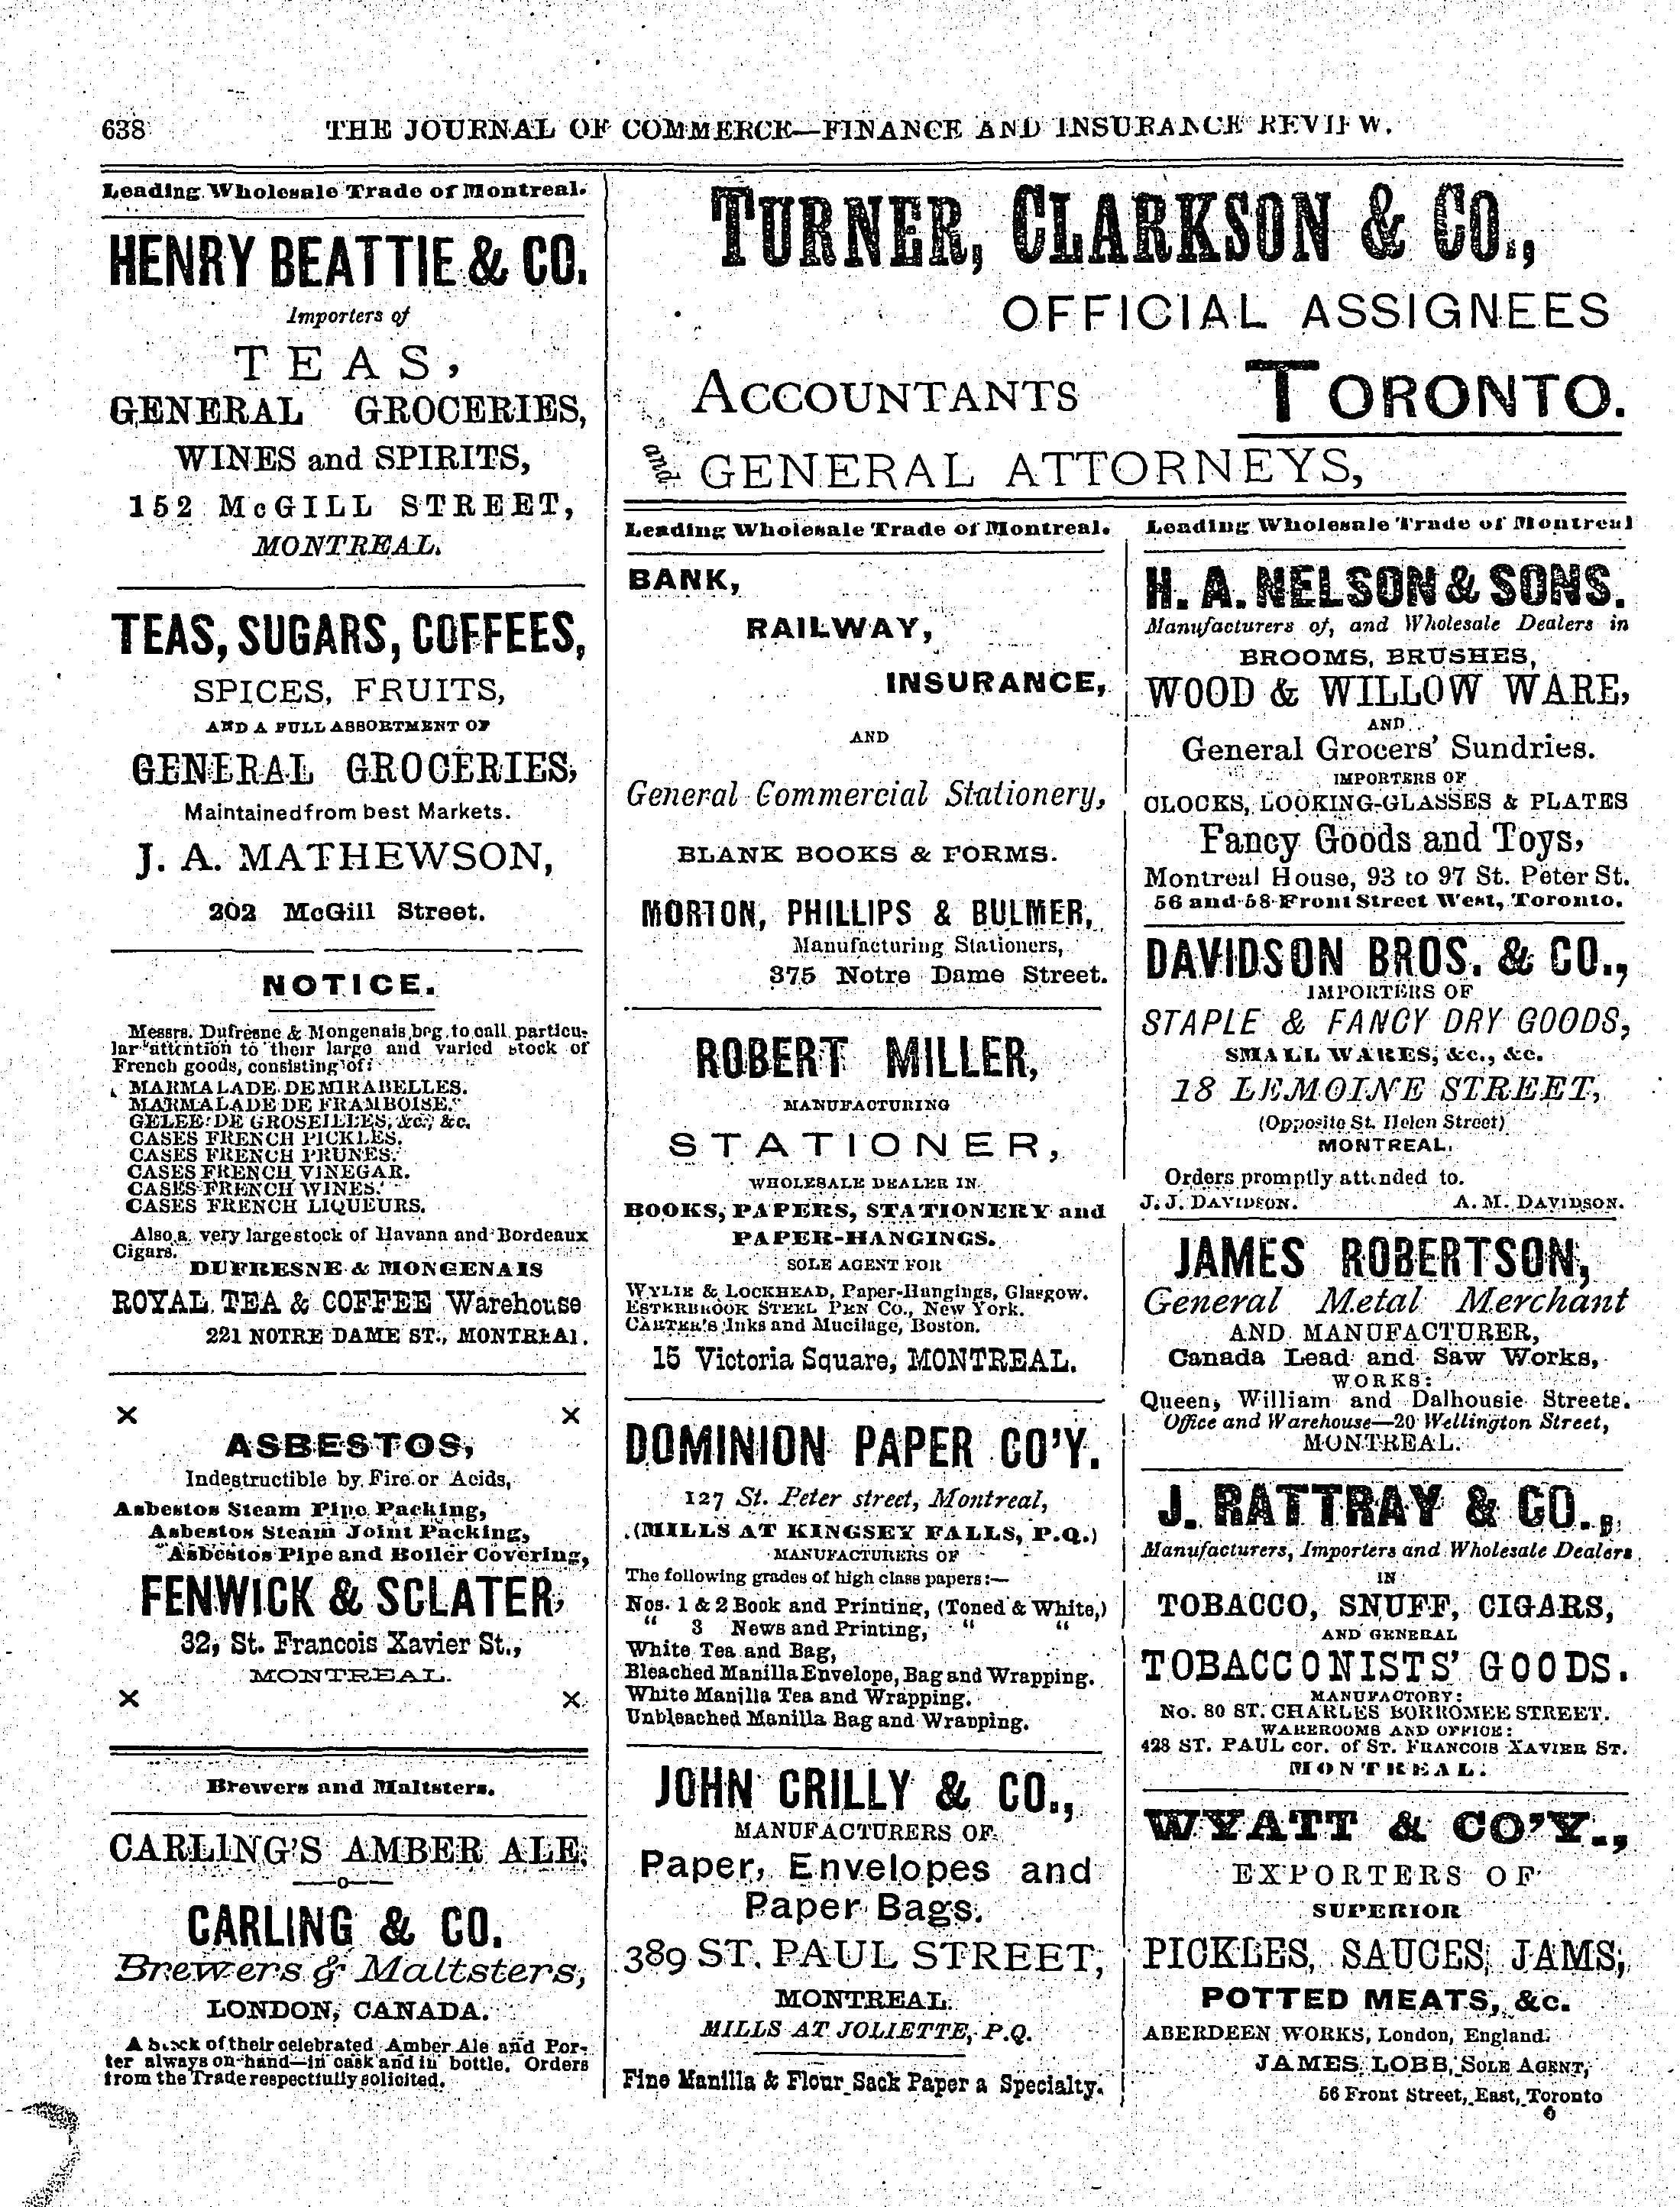 638 THE JOURNAL OF COMMERCE—FINANCE AND INSURANCE REVIEW.
Leading Wholesale Trade of Montreal.
HENRY BEATTIE & CO.
Importers of
TEAS,
GENERAL GROCERIES,
WINES and SPIRITS,
152 McGILL STREET,
MONTREAL.
TEAS, SUGARS, COFFEES,
SPICES, FRUITS,
AND A FULL ASSORTMENT OF
GENERAL GROCERIES,
Maintained from best Markets.
J. A. MATHEWSON,
202 McGill Street.
NOTICE.
Messrs. Dufresne & Mongenais beg to call particu-
lar attention to their large and varied stock of
French goods, consisting of:
MARMALADE DE MIRABELLES.
MARMALADE DE FRAMBOISE.
GELEE DE GROSEILLES, &c., &c.
CASES FRENCH PICKLES.
CASES FRENCH PRUNES.
CASES FRENCH VINEGAR.
CASES FRENCH WINES.
CASES FRENCH LIQUEURS.
Also a very large stock of Havana and Bordeaux
Cigars.
DUFRESNE & MONGENAIS
ROYAL TEA & COFFEE Warehouse
221 NOTRE DAME ST., MONTREAL.
ASBESTOS,
Indestructible by Fire or Acids,
Asbestos Steam Pipe Packing,
Asbestos Steam Joint Packing,
Asbestos Pipe and Boiler Covering,
FENWICK & SCLATER,
32, St. Francois Xavier St.,
MONTREAL.
Brewers and Maltsters.
CARLING'S AMBER ALE.
—o—
CARLING & CO.
Brewers & Maltsters,
LONDON, CANADA.
A stock of their celebrated Amber Ale and Por-
ter always on hand—in cask and in bottle. Orders
from the Trade respectfully solicited.
TURNER, CLARKSON & CO.,
OFFICIAL ASSIGNEES
ACCOUNTANTS TORONTO.
and GENERAL ATTORNEYS,
Leading Wholesale Trade of Montreal.
BANK,
RAILWAY,
INSURANCE,
AND
General Commercial Stationery,
BLANK BOOKS & FORMS.
MORTON, PHILLIPS & BULMER,
Manufacturing Stationers,
375 Notre Dame Street.
ROBERT MILLER,
MANUFACTURING
STATIONER,
WHOLESALE DEALER IN
BOOKS, PAPERS, STATIONERY and
PAPER-HANGINGS.
SOLE AGENT FOR
WYLIE & LOCKHEAD, Paper-Hangings, Glasgow.
ESTERBROOK STEEL PEN CO., New York.
CARTER'S Inks and Mucilage, Boston.
15 Victoria Square, MONTREAL.
DOMINION PAPER CO'Y.
127 St. Peter street, Montreal,
(MILLS AT KINGSEY FALLS, P.Q.)
MANUFACTURERS OF
The following grades of high class papers:—
Nos. 1 & 2 Book and Printing, (Toned & White,)
" 3 News and Printing, " "
White Tea and Bag,
Bleached Manilla Envelope, Bag and Wrapping.
White Manilla Tea and Wrapping.
Unbleached Manilla Bag and Wrapping.
JOHN CRILLY & CO.,
MANUFACTURERS OF
Paper, Envelopes and
Paper Bags.
389 ST. PAUL STREET,
MONTREAL.
MILLS AT JOLIETTE, P.Q.
Fine Manilla & Flour Sack Paper a Specialty.
Leading Wholesale Trade of Montreal
H. A. NELSON & SONS.
Manufacturers of, and Wholesale Dealers in
BROOMS, BRUSHES,
WOOD & WILLOW WARE,
AND
General Grocers' Sundries.
IMPORTERS OF
CLOCKS, LOOKING-GLASSES & PLATES
Fancy Goods and Toys,
Montreal House, 93 to 97 St. Peter St.
56 and 58 Front Street West, Toronto.
DAVIDSON BROS. & CO.,
IMPORTERS OF
STAPLE & FANCY DRY GOODS,
SMALL WARES, &c., &c.
18 LEMOINE STREET,
(Opposite St. Helen Street)
MONTREAL.
Orders promptly attended to.
J. J. DAVIDSON. A. M. DAVIDSON.
JAMES ROBERTSON,
General Metal Merchant
AND MANUFACTURER,
Canada Lead and Saw Works,
WORKS:
Queen, William and Dalhousie Streets.
Office and Warehouse—20 Wellington Street,
MONTREAL.
J. RATTRAY & CO.,
Manufacturers, Importers and Wholesale Dealers
IN
TOBACCO, SNUFF, CIGARS,
AND GENERAL
TOBACCONISTS' GOODS.
MANUFACTORY:
No. 80 ST. CHARLES BORROMEE STREET.
WAREROOMS AND OFFICE:
428 ST. PAUL cor. of ST. FRANCOIS XAVIER ST.
MONTREAL.
WYATT & CO'Y.,
EXPORTERS OF
SUPERIOR
PICKLES, SAUCES, JAMS,
POTTED MEATS, &c.
ABERDEEN WORKS, London, England.
JAMES LOBB, SOLE AGENT,
56 Front Street, East, Toronto